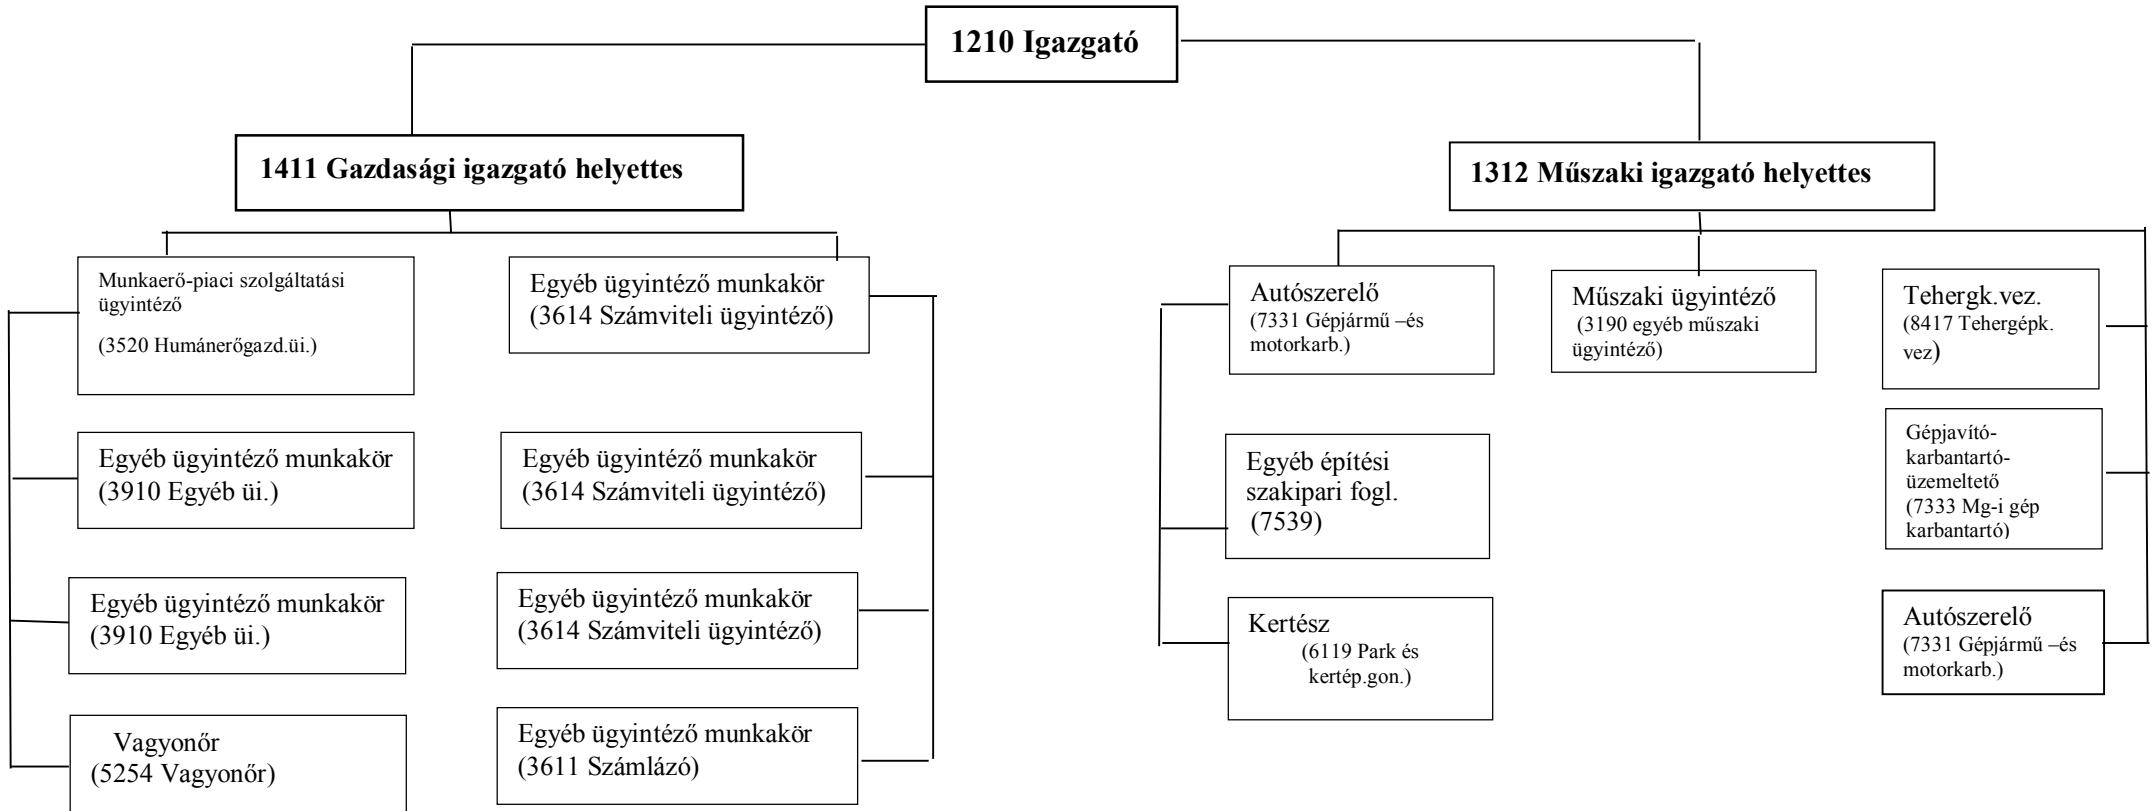 1210 Igazgató
1411 Gazdasági igazgató helyettes
1312 Műszaki igazgató helyettes
Munkaerő-piaci szolgáltatási
ügyintéző
(3520 Humánerőgazd.üi.)
Egyéb ügyintéző munkakör
(3910 Egyéb üi.)
Egyéb ügyintéző munkakör
(3910 Egyéb üi.)
Vagyonőr
(5254 Vagyonőr)
Egyéb ügyintéző munkakör
(3614 Számviteli ügyintéző)
Egyéb ügyintéző munkakör
(3614 Számviteli ügyintéző)
Egyéb ügyintéző munkakör
(3614 Számviteli ügyintéző)
Egyéb ügyintéző munkakör
(3611 Számlázó)
Autószerelő
(7331 Gépjármű –és
motorkarb.)
Egyéb építési
szakipari fogl.
(7539)
Kertész
(6119 Park és
kertép.gon.)
Műszaki ügyintéző
(3190 egyéb műszaki
ügyintéző)
Tehergk.vez.
(8417 Tehergépk.
vez)
Gépjavító-
karbantartó-
üzemeltető
(7333 Mg-i gép
karbantartó)
Autószerelő
(7331 Gépjármű –és
motorkarb.)